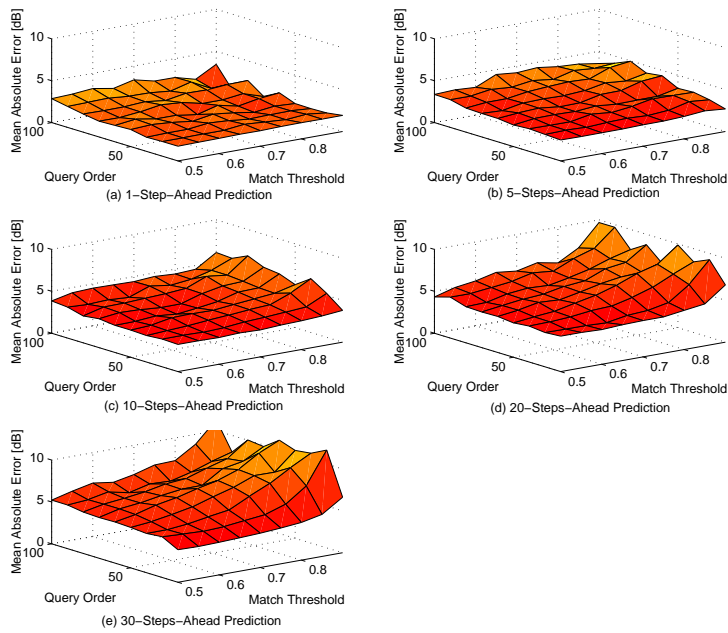 10
5
0
Mean Absolute Error [dB]
100
50
Query Order
0.5
0.6
0.7
0.8
Match Threshold
(a) 1−Step−Ahead Prediction
10
5
0
Mean Absolute Error [dB]
100
50
Query Order
0.5
0.6
0.7
0.8
Match Threshold
(b) 5−Steps−Ahead Prediction
10
5
0
Mean Absolute Error [dB]
100
50
Query Order
0.5
0.6
0.7
0.8
Match Threshold
(c) 10−Steps−Ahead Prediction
10
5
0
Mean Absolute Error [dB]
100
50
Query Order
0.5
0.6
0.7
0.8
Match Threshold
(d) 20−Steps−Ahead Prediction
10
5
0
Mean Absolute Error [dB]
100
50
Query Order
0.5
0.6
0.7
0.8
Match Threshold
(e) 30−Steps−Ahead Prediction